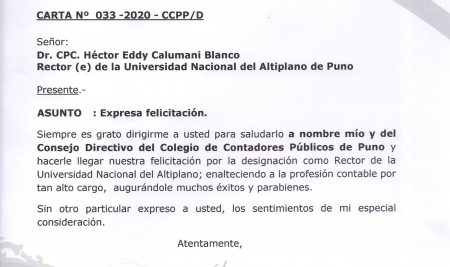 CARTA Nº 033 -2020 - CCPP/D
Señor:
Dr. CPC. Héctor Eddy Calumani Blanco
Rector (e) de la Universidad Nacional del Altiplano de Puno
Presente.-
ASUNTO : Expresa felicitación.
Siempre es grato dirigirme a usted para saludarlo a nombre mío y del
Consejo Directivo del Colegio de Contadores Públicos de Puno y
hacerle llegar nuestra felicitación por la designación como Rector de la
Universidad Nacional del Altiplano; enalteciendo a la profesión contable por
tan alto cargo, augurándole muchos éxitos y parabienes.
Sin otro particular expreso a usted, los sentimientos de mi especial
consideración.
Atentamente,